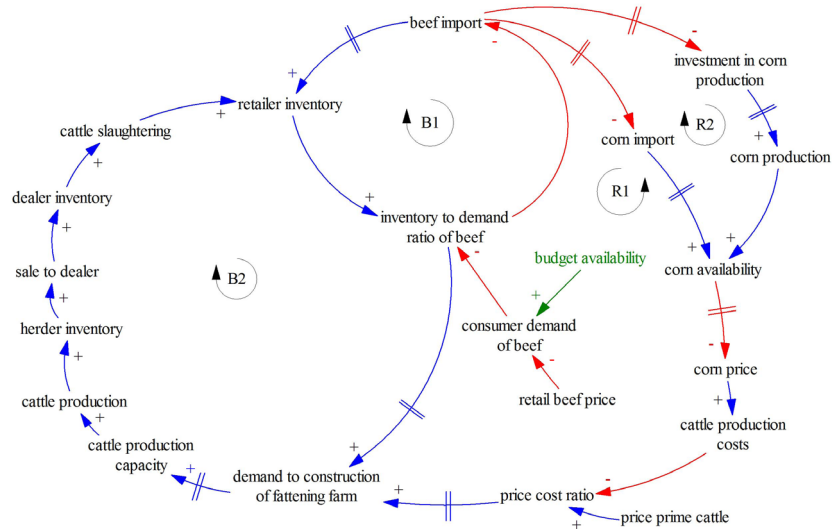 beef import
investment in corn
production
retailer inventory
B1
R2
cattle slaughtering
corn import
corn production
R1
dealer inventory
inventory to demand
ratio of beef
budget availability
corn availability
sale to dealer
B2
herder inventory
consumer demand
of beef
corn price
retail beef price
cattle production
cattle production
costs
cattle production
capacity
demand to construction
of fattening farm
price cost ratio
price prime cattle